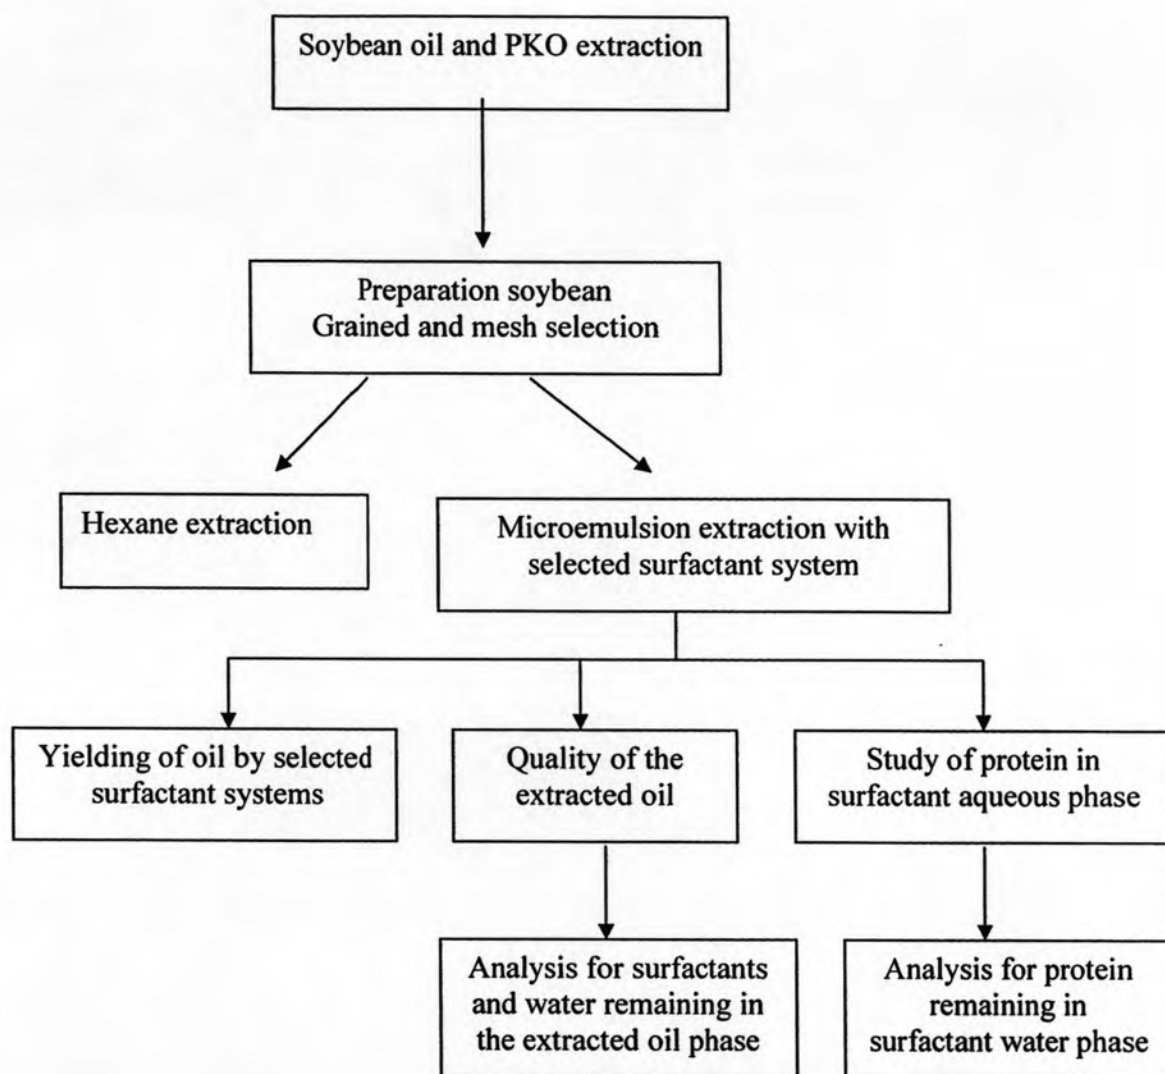 Soybean oil and PKO extraction
Preparation soybean
Grained and mesh selection
Hexane extraction
Microemulsion extraction with
selected surfactant system
Yielding of oil by selected
surfactant systems
Quality of the
extracted oil
Study of protein in
surfactant aqueous phase
Analysis for surfactants
and water remaining in
the extracted oil phase
Analysis for protein
remaining in
surfactant water phase